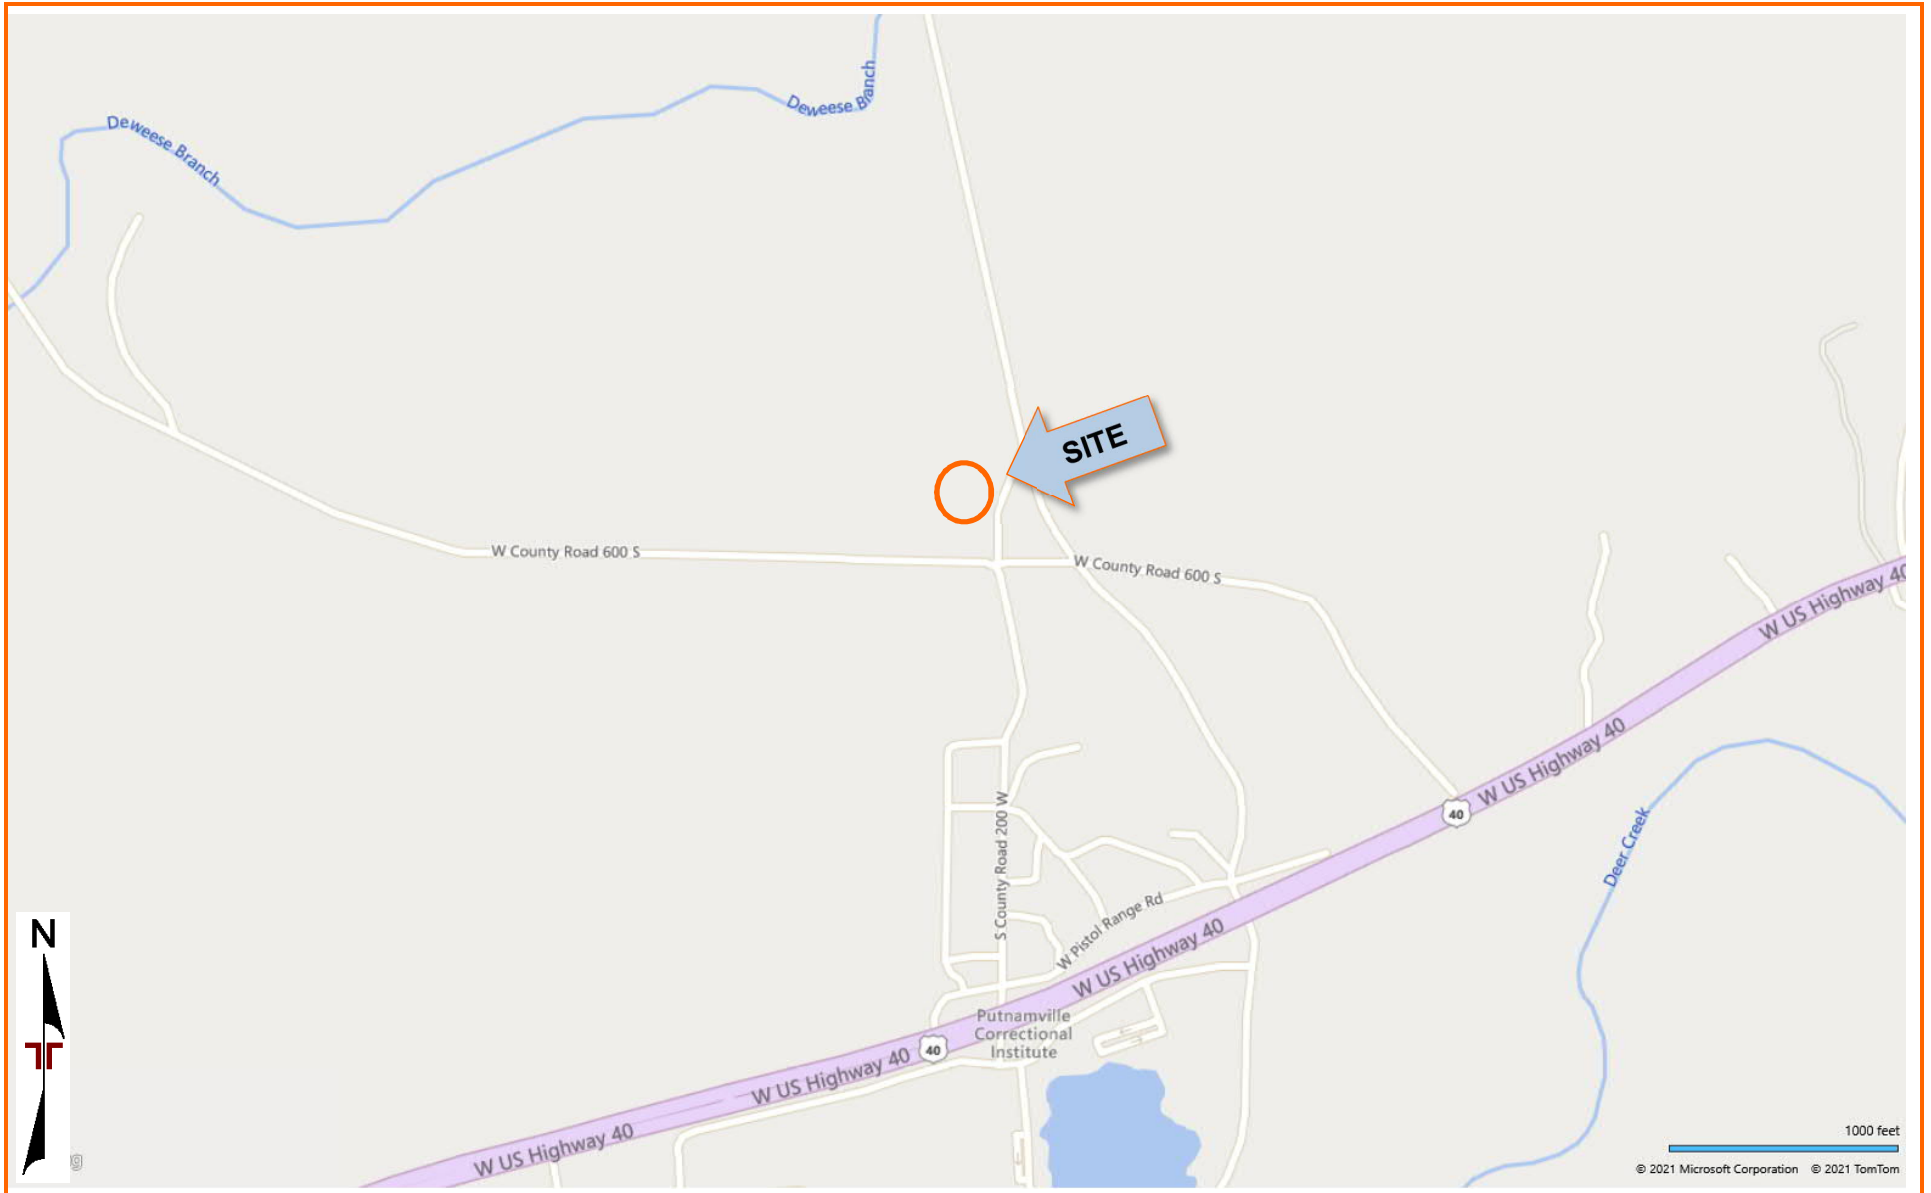 Deweese Branch
Deweese Branch
SITE
W County Road 600 S
W County Road 600 S
W US Highway 40
W US Highway 40
40
S County Road 200 W
Deer Creek
W Pistol Range Rd
W US Highway 40
N
Putnamville
Correctional
Institute
40
W US Highway 40
W US Highway 40
1000 feet
© 2021 Microsoft Corporation © 2021 TomTom